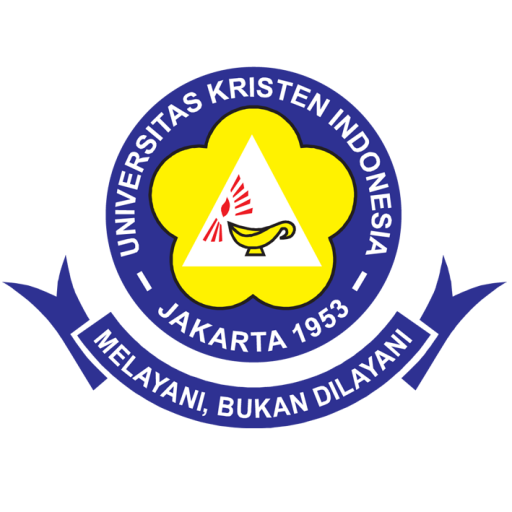 UNIVERSITAS KRISTEN INDONESIA
- JAKARTA 1953 -
MELAYANI, BUKAN DILAYANI